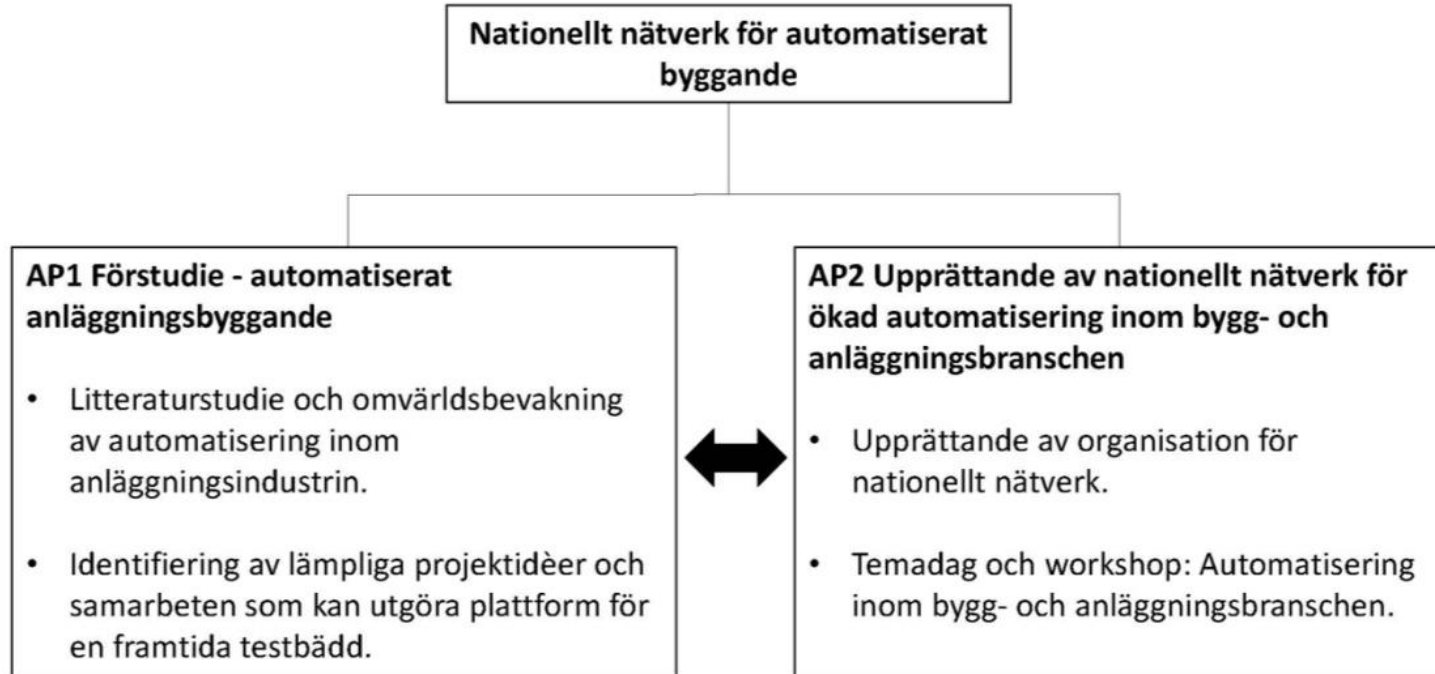 Nationellt nätverk för automatiserat
byggande
AP1 Förstudie - automatiserat
anläggningsbyggande
• Litteraturstudie och omvärldsbevakning
av automatisering inom
anläggningsindustrin.
• Identifiering av lämpliga projektidèer och
samarbeten som kan utgöra plattform för
en framtida testbädd.
AP2 Upprättande av nationellt nätverk för
ökad automatisering inom bygg- och
anläggningsbranschen
• Upprättande av organisation för
nationellt nätverk.
• Temadag och workshop: Automatisering
inom bygg- och anläggningsbranschen.